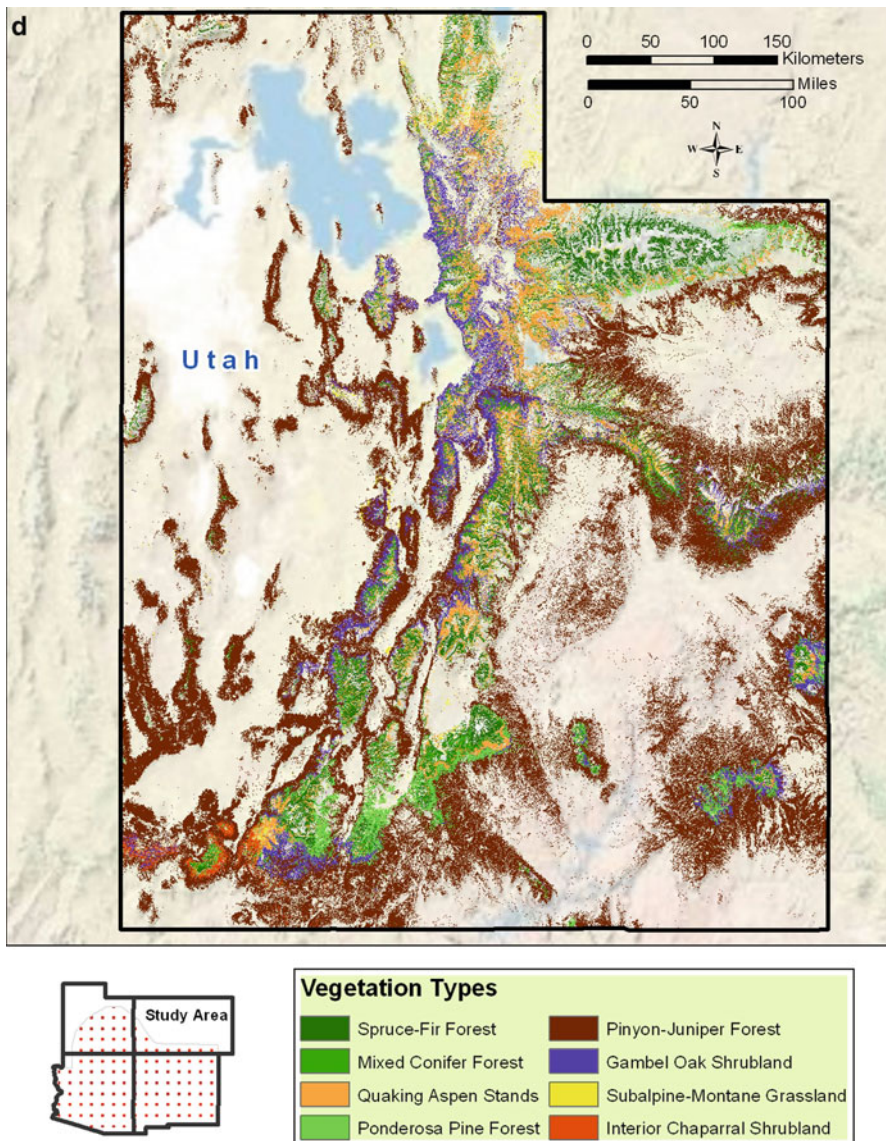 d
0 50 100 150
Kilometers
Miles
0 50 100
N
W E
S
Utah
Study Area
Vegetation Types
Spruce-Fir Forest
Mixed Conifer Forest
Quaking Aspen Stands
Ponderosa Pine Forest
Pinyon-Juniper Forest
Gambel Oak Shrubland
Subalpine-Montane Grassland
Interior Chaparral Shrubland